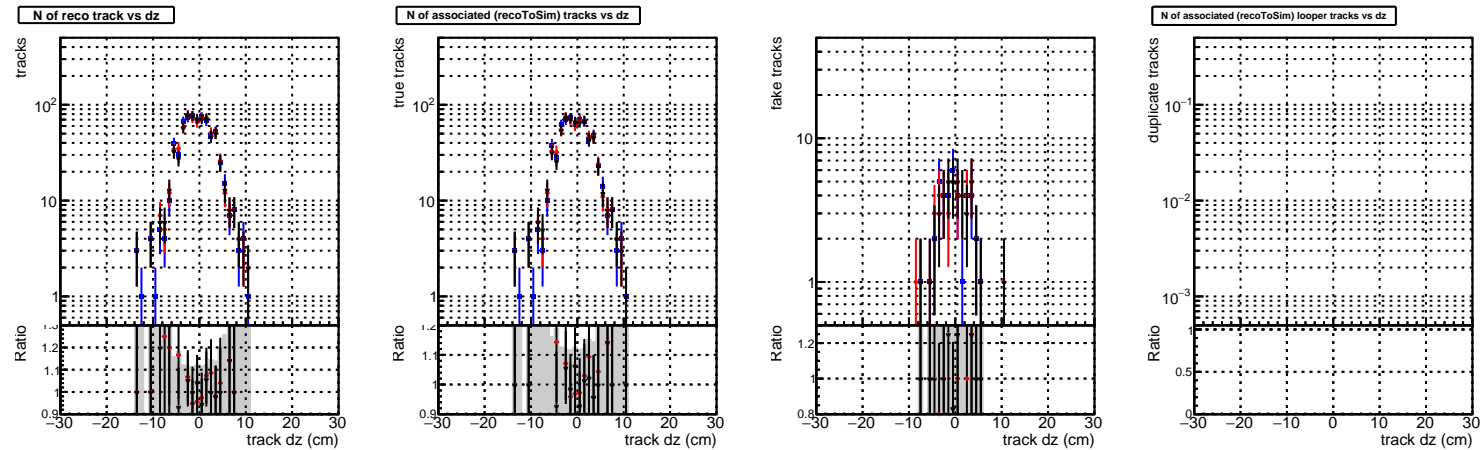 N of reco track vs dz
tracks
10²
10
1
Ratio
1.3
1.2
1.1
1
0.9
−30 −20 −10 0 10 20 30
track dz (cm)
N of associated (recoToSim) tracks vs dz
true tracks
10²
10
1
Ratio
1.2
1.1
1
0.9
−30 −20 −10 0 10 20 30
track dz (cm)
fake tracks
10
1
Ratio
1.2
1
0.8
−30 −20 −10 0 10 20 30
track dz (cm)
N of associated (recoToSim) looper tracks vs dz
duplicate tracks
10⁻¹
10⁻²
10⁻³
Ratio
1
0.5
0
−30 −20 −10 0 10 20 30
track dz (cm)